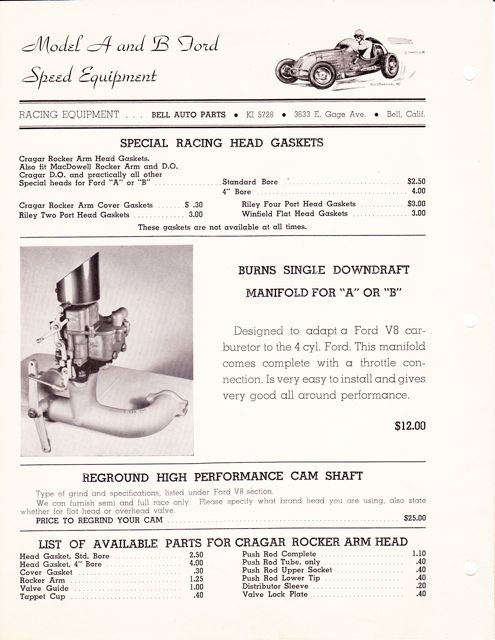 Model A and B Ford
Speed Equipment
RACING EQUIPMENT . . . BELL AUTO PARTS • KI 5728 • 3633 E. Gage Ave. • Bell, Calif.
SPECIAL RACING HEAD GASKETS
Cragar Rocker Arm Head Gaskets.
Also fit MacDowell Rocker Arm and D.O.
Cragar D.O. and practically all other
Special heads for Ford "A" or "B" Standard Bore $2.50
4" Bore 4.00
Cragar Rocker Arm Cover Gaskets $ .30 Riley Four Port Head Gaskets $3.00
Riley Two Port Head Gaskets 3.00 Winfield Flat Head Gaskets 3.00
These gaskets are not available at all times.
BURNS SINGLE DOWNDRAFT
MANIFOLD FOR "A" OR "B"
Designed to adapt a Ford V8 car-
buretor to the 4 cyl. Ford. This manifold
comes complete with a throttle con-
nection. Is very easy to install and gives
very good all around performance.
$12.00
REGROUND HIGH PERFORMANCE CAM SHAFT
Type of grind and specifications, listed under Ford V8 section.
We can furnish semi and full race only. Please specify what brand head you are using, also state
whether for flat head or overhead valve.
PRICE TO REGRIND YOUR CAM $25.00
LIST OF AVAILABLE PARTS FOR CRAGAR ROCKER ARM HEAD
Head Gasket, Std. Bore 2.50
Head Gasket, 4" Bore 4.00
Cover Gasket .30
Rocker Arm 1.25
Valve Guide 1.00
Tappet Cup .40
Push Rod Complete 1.10
Push Rod Tube, only .40
Push Rod Upper Socket .40
Push Rod Lower Tip .40
Distributor Sleeve .20
Valve Lock Plate .40